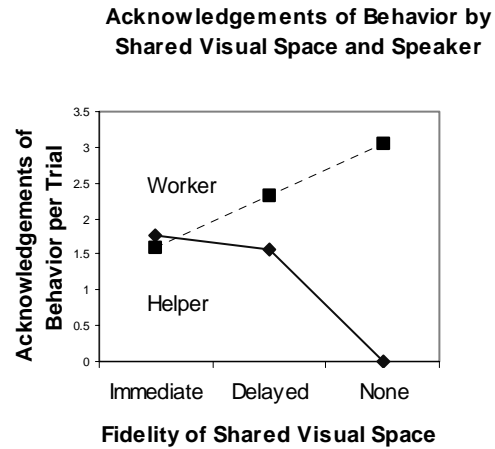 Acknowledgements of Behavior by
Shared Visual Space and Speaker
Acknowledgements of
Behavior per Trial
3.5
3
2.5
2
1.5
1
0.5
0
Worker
Helper
Immediate Delayed None
Fidelity of Shared Visual Space